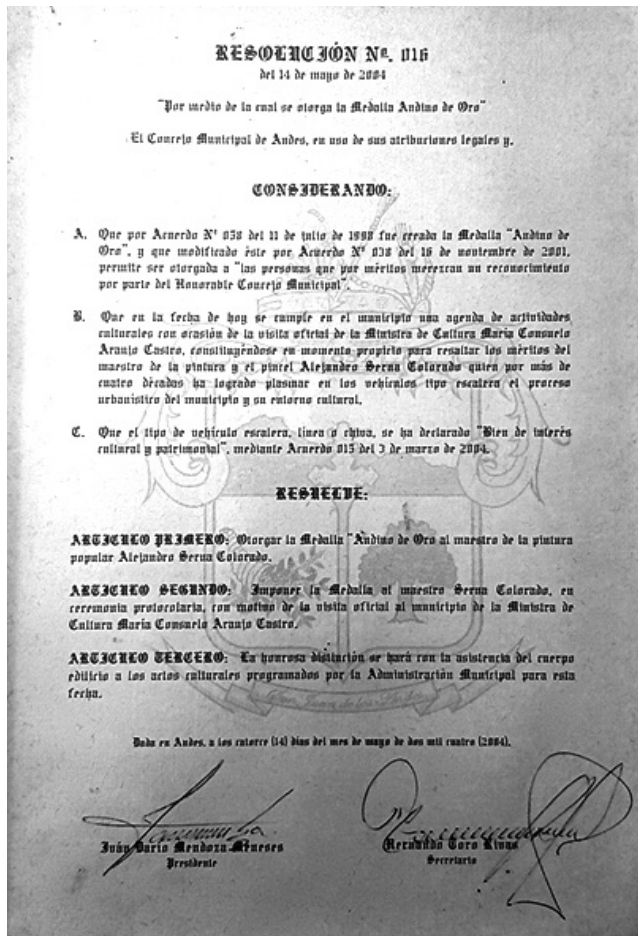 RESOLUCIÓN Nº. 016
del 14 de mayo de 2004
"Por medio de la cual se otorga la Medalla Andino de Oro"
El Concejo Municipal de Andes, en uso de sus atribuciones legales y,
CONSIDERANDO:
A. Que por Acuerdo Nº 058 del 11 de julio de 1998 fue creada la Medalla "Andino de
Oro", y que modificado éste por Acuerdo Nº 038 del 16 de noviembre de 2001,
permite ser otorgada a "las personas que por méritos merezcan un reconocimiento
por parte del Honorable Concejo Municipal".
B. Que en la fecha de hoy se cumple en el municipio una agenda de actividades
culturales con ocasión de la visita oficial de la Ministra de Cultura María Consuelo
Araujo Castro, constituyéndose en momento propicio para resaltar los méritos del
maestro de la pintura y el pincel Alejandro Serna Colorado quien por más de
cuatro décadas ha logrado plasmar en los vehículos tipo escalera el proceso
urbanístico del municipio y su entorno cultural.
C. Que el tipo de vehículo escalera, línea o chiva, se ha declarado "Bien de interés
cultural y patrimonial", mediante Acuerdo 015 del 3 de marzo de 2004.
RESUELVE:
ARTICULO PRIMERO: Otorgar la Medalla "Andino de Oro al maestro de la pintura
popular Alejandro Serna Colorado.
ARTICULO SEGUNDO: Imponer la Medalla al maestro Serna Colorado, en
ceremonia protocolaria, con motivo de la visita oficial al municipio de la Ministra de
Cultura María Consuelo Araujo Castro.
ARTICULO TERCERO: La honrosa distinción se hará con la asistencia del cuerpo
edilicio a los actos culturales programados por la Administración Municipal para esta
fecha.
Dada en Andes, a los catorce (14) días del mes de mayo de dos mil cuatro (2004).
Iván Darío Mendoza Meneses
Presidente
Hernando Toro Rivas
Secretario